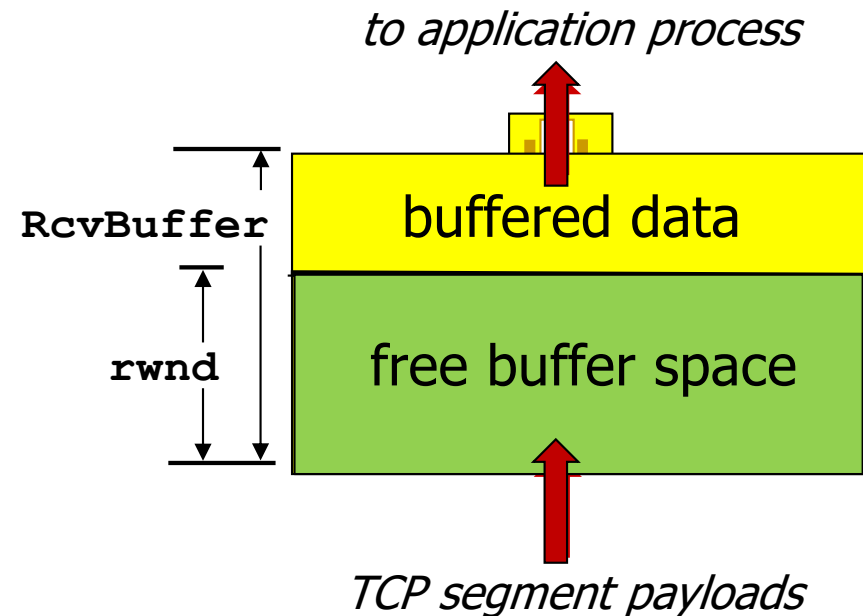 to application process
RcvBuffer
buffered data
rwnd
free buffer space
TCP segment payloads